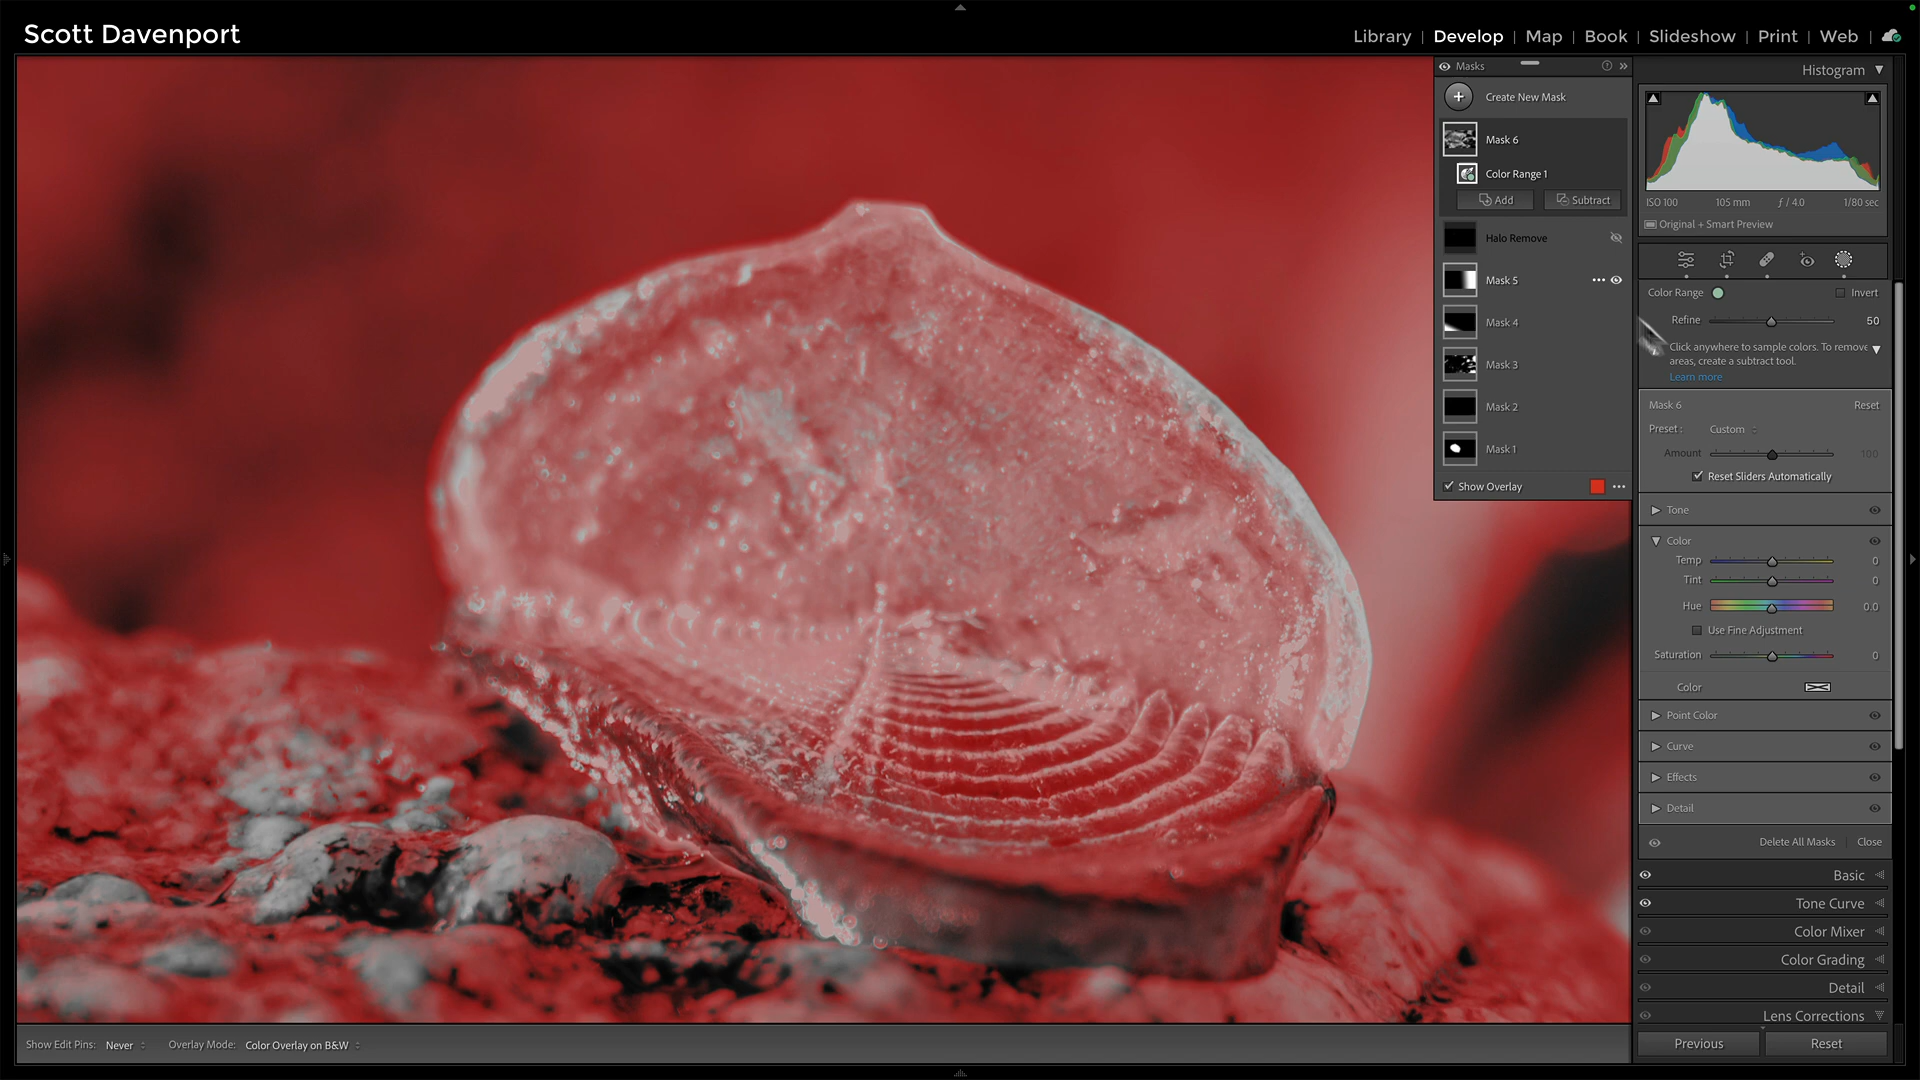 Scott Davenport
Library | Develop | Map | Book | Slideshow | Print | Web |
Masks
Create New Mask
Mask 6
Color Range 1
Add
Subtract
Halo Remove
Mask 5
Mask 4
Mask 3
Mask 2
Mask 1
Show Overlay
Histogram
ISO 100 105 mm ƒ / 4.0 1/80 sec
Original + Smart Preview
Color Range Invert
Refine 50
Click anywhere to sample colors. To remove
areas, create a subtract tool.
Learn more
Mask 6 Reset
Preset : Custom
Amount 100
Reset Sliders Automatically
Tone
Color
Temp 0
Tint 0
Hue 0.0
Use Fine Adjustment
Saturation 0
Color
Point Color
Curve
Effects
Detail
Delete All Masks Close
Basic
Tone Curve
Color Mixer
Color Grading
Detail
Lens Corrections
Previous Reset
Show Edit Pins: Never Overlay Mode: Color Overlay on B&W